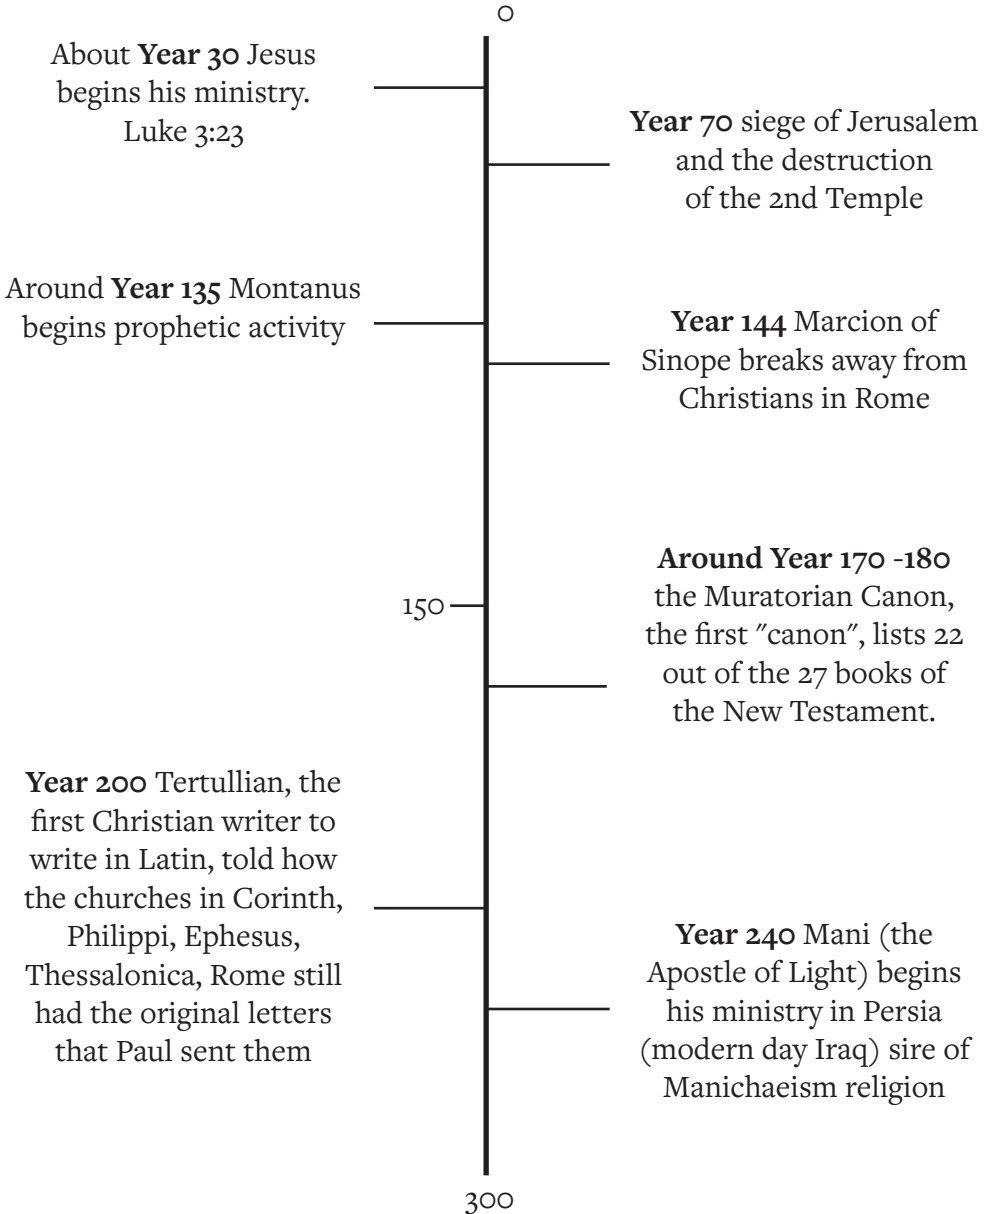 0
About Year 30 Jesus
begins his ministry.
Luke 3:23
Year 70 siege of Jerusalem
and the destruction
of the 2nd Temple
Around Year 135 Montanus
begins prophetic activity
Year 144 Marcion of
Sinope breaks away from
Christians in Rome
Around Year 170 -180
the Muratorian Canon,
the first "canon", lists 22
out of the 27 books of
the New Testament.
150
Year 200 Tertullian, the
first Christian writer to
write in Latin, told how
the churches in Corinth,
Philippi, Ephesus,
Thessalonica, Rome still
had the original letters
that Paul sent them
Year 240 Mani (the
Apostle of Light) begins
his ministry in Persia
(modern day Iraq) sire of
Manichaeism religion
300